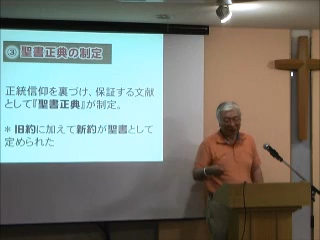 ③聖書正典の制定
正統信仰を裏づけ、保証する文献
として『聖書正典』が制定。
* 旧約に加えて新約が聖書として
定められた